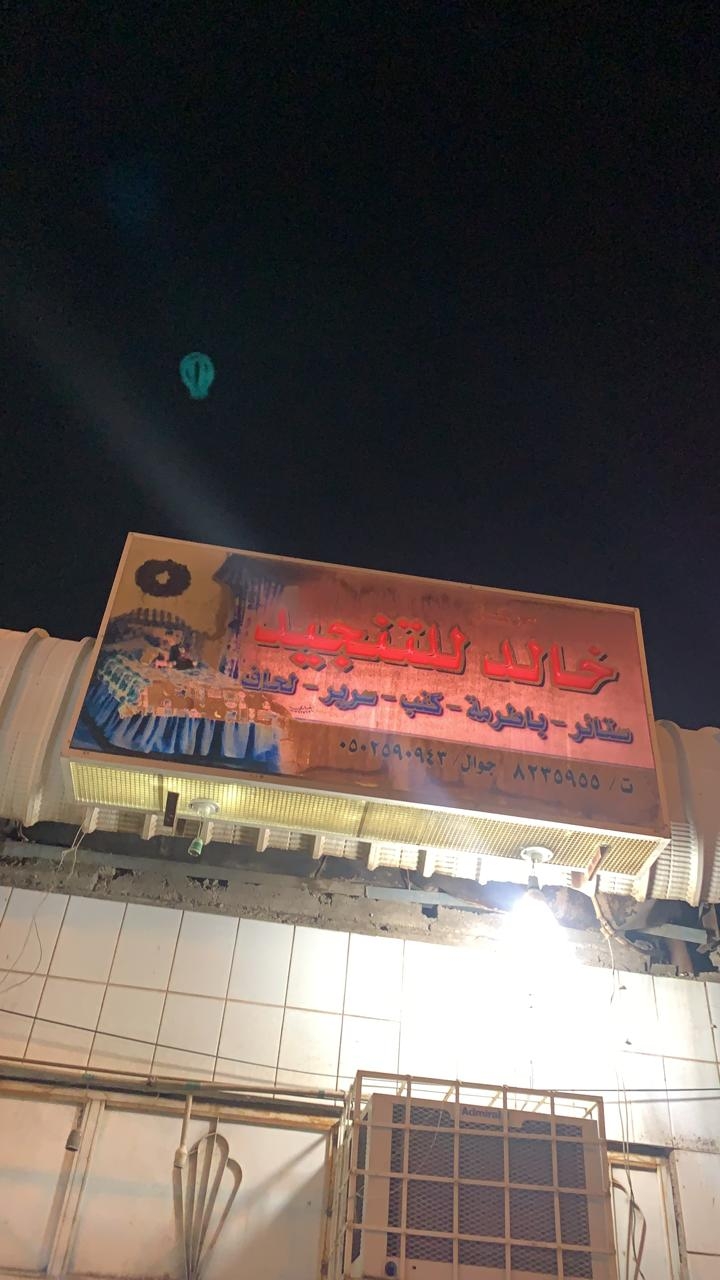 خالد للتنجيد
ستائر - باطرمة - كنب - سرير - لحاف
ت / ٨٢٣٥٩٥٥ جوال / ٠٥٠٢٥٩٠٩٤٣
Admiral